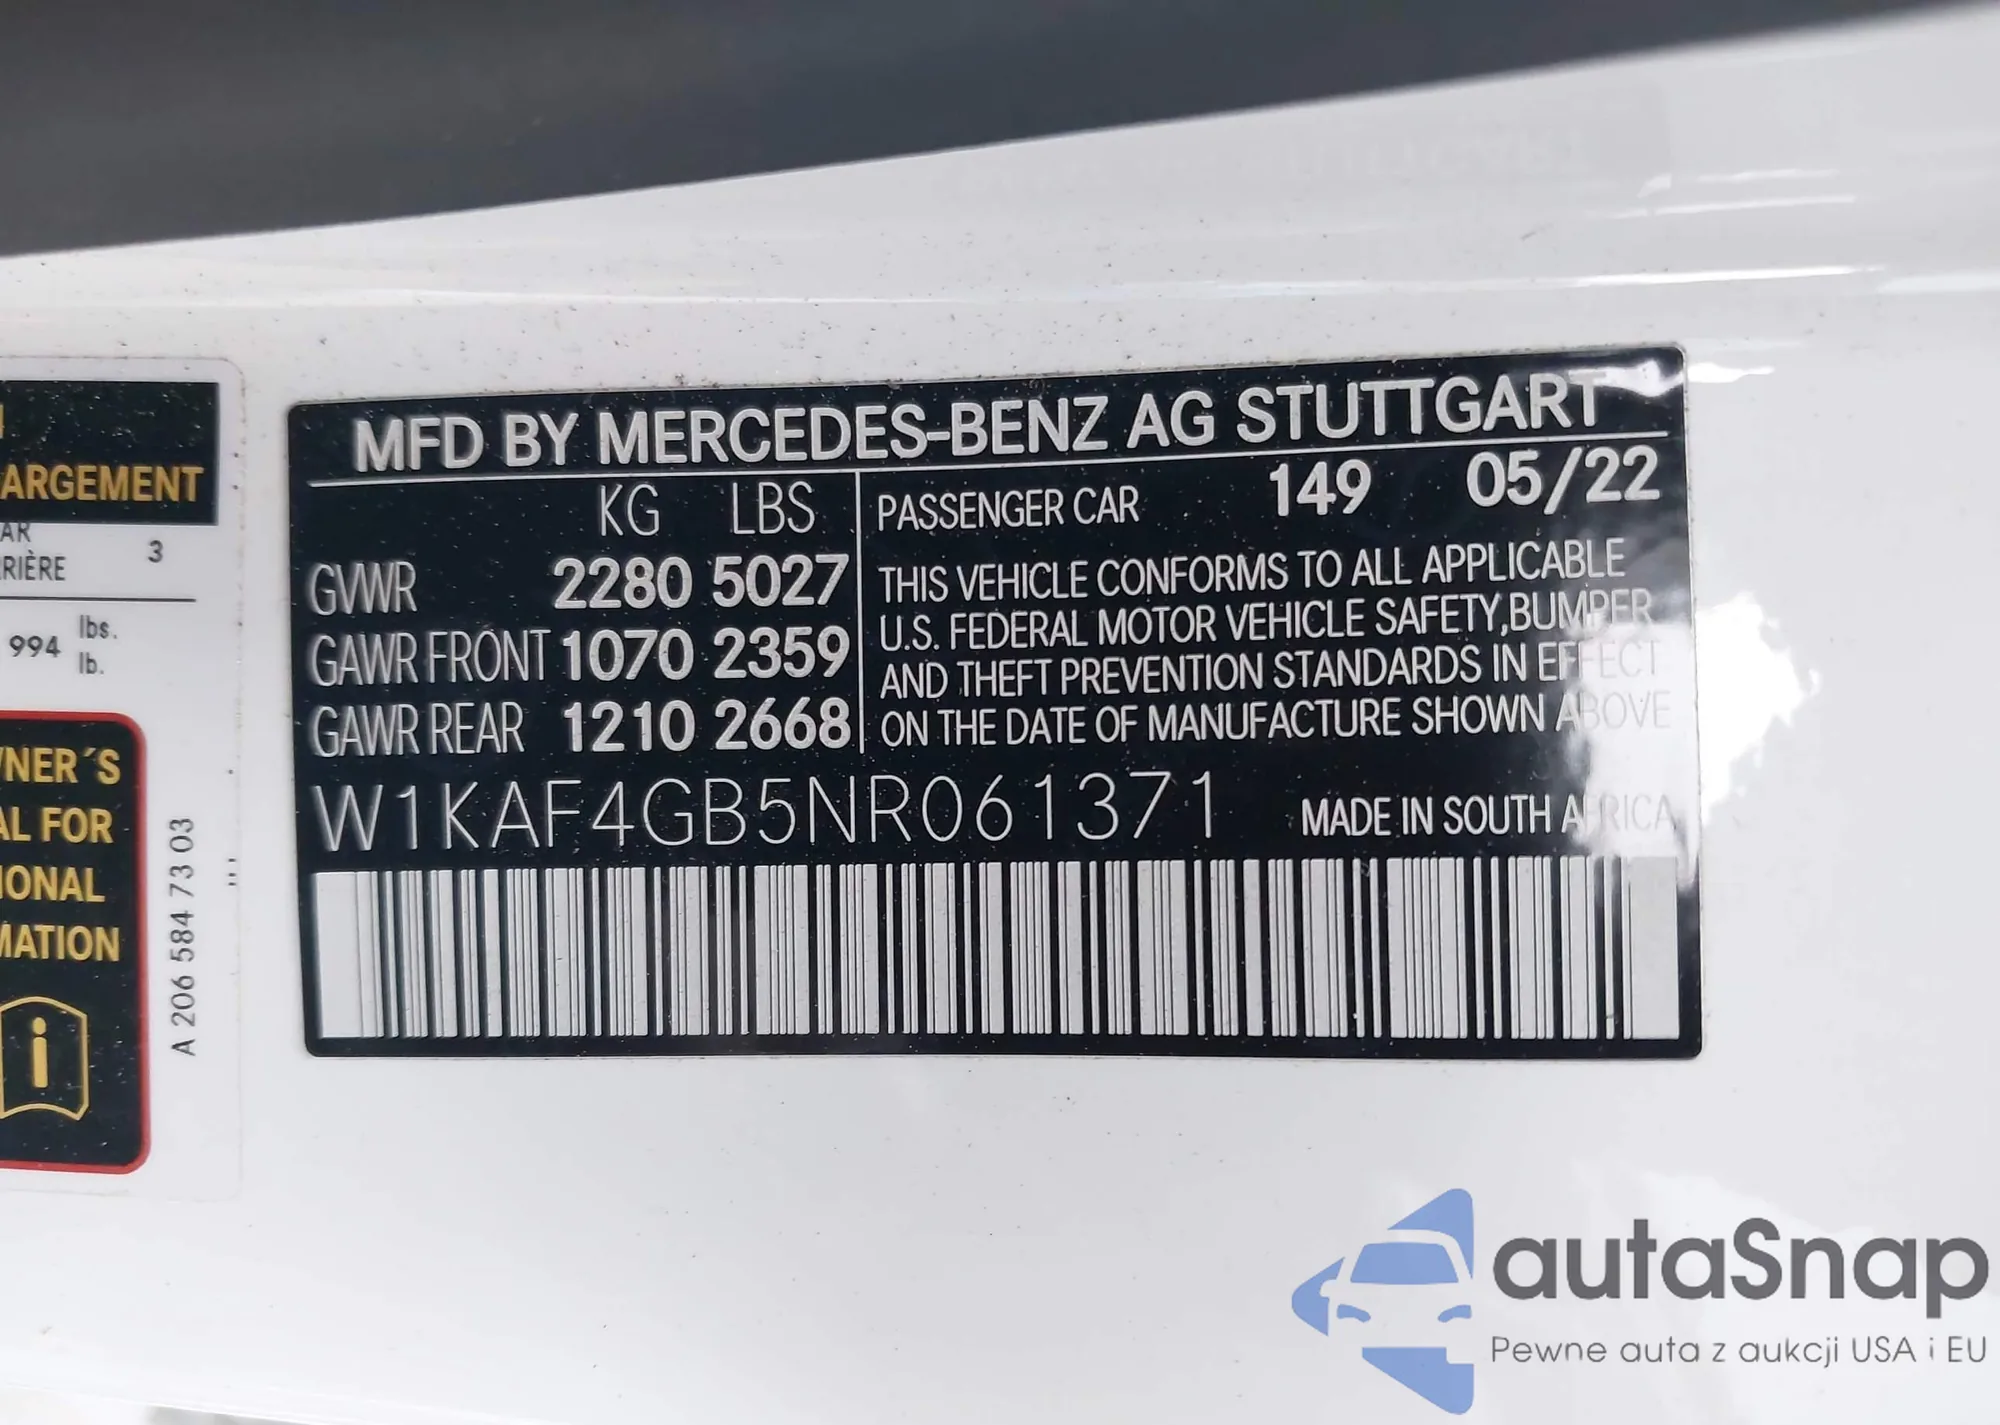 ARGEMENT
AR
RIÈRE 3
994 lbs.
lb.
NER´S
AL FOR
IONAL
MATION
i
A 206 584 73 03
MFD BY MERCEDES-BENZ AG STUTTGART
KG LBS
GVWR 2280 5027
GAWR FRONT 1070 2359
GAWR REAR 1210 2668
PASSENGER CAR 149 05/22
THIS VEHICLE CONFORMS TO ALL APPLICABLE
U.S. FEDERAL MOTOR VEHICLE SAFETY,BUMPER
AND THEFT PREVENTION STANDARDS IN EFFECT
ON THE DATE OF MANUFACTURE SHOWN ABOVE
W1KAF4GB5NR061371 MADE IN SOUTH AFRICA
autaSnap
Pewne auta z aukcji USA i EU